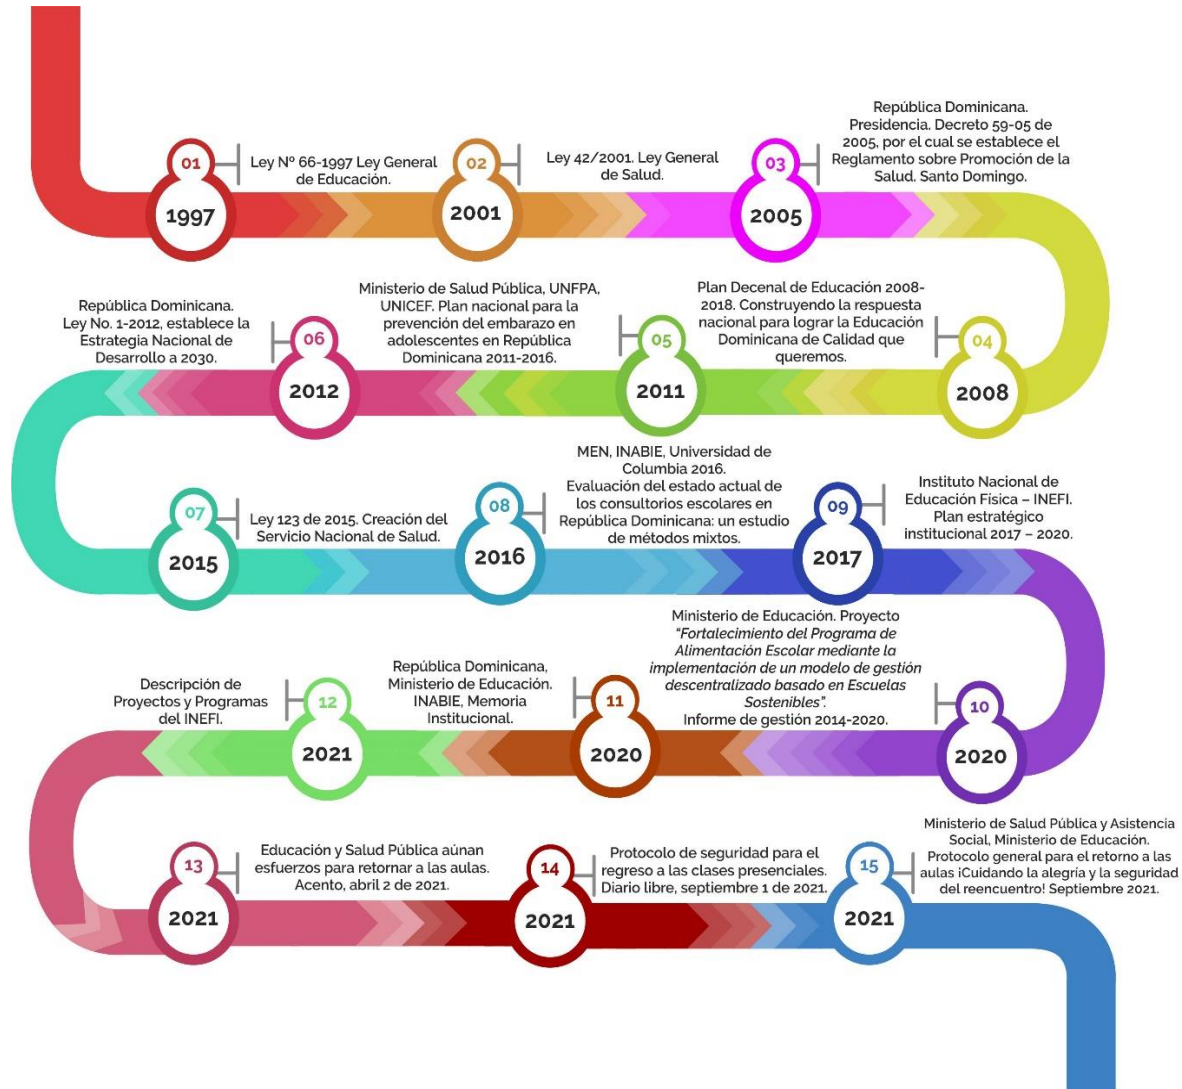 01
1997
Ley Nº 66-1997 Ley General
de Educación.
02
2001
Ley 42/2001. Ley General
de Salud.
03
2005
República Dominicana.
Presidencia. Decreto 59-05 de
2005, por el cual se establece el
Reglamento sobre Promoción de la
Salud. Santo Domingo.
04
2008
Plan Decenal de Educación 2008-
2018. Construyendo la respuesta
nacional para lograr la Educación
Dominicana de Calidad que
queremos.
05
2011
Ministerio de Salud Pública, UNFPA,
UNICEF. Plan nacional para la
prevención del embarazo en
adolescentes en República
Dominicana 2011-2016.
06
2012
República Dominicana.
Ley No. 1-2012, establece la
Estrategia Nacional de
Desarrollo a 2030.
07
2015
Ley 123 de 2015. Creación del
Servicio Nacional de Salud.
08
2016
MEN, INABIE, Universidad de
Columbia 2016.
Evaluación del estado actual de
los consultorios escolares en
República Dominicana: un estudio
de métodos mixtos.
09
2017
Instituto Nacional de
Educación Física – INEFI.
Plan estratégico
institucional 2017 – 2020.
10
2020
Ministerio de Educación. Proyecto
“Fortalecimiento del Programa de
Alimentación Escolar mediante la
implementación de un modelo de gestión
descentralizado basado en Escuelas
Sostenibles”.
Informe de gestión 2014-2020.
11
2020
República Dominicana,
Ministerio de Educación.
INABIE, Memoria
Institucional.
12
2021
Descripción de
Proyectos y Programas
del INEFI.
13
2021
Educación y Salud Pública aúnan
esfuerzos para retornar a las aulas.
Acento, abril 2 de 2021.
14
2021
Protocolo de seguridad para el
regreso a las clases presenciales.
Diario libre, septiembre 1 de 2021.
15
2021
Ministerio de Salud Pública y Asistencia
Social, Ministerio de Educación.
Protocolo general para el retorno a las
aulas ¡Cuidando la alegría y la seguridad
del reencuentro! Septiembre 2021.